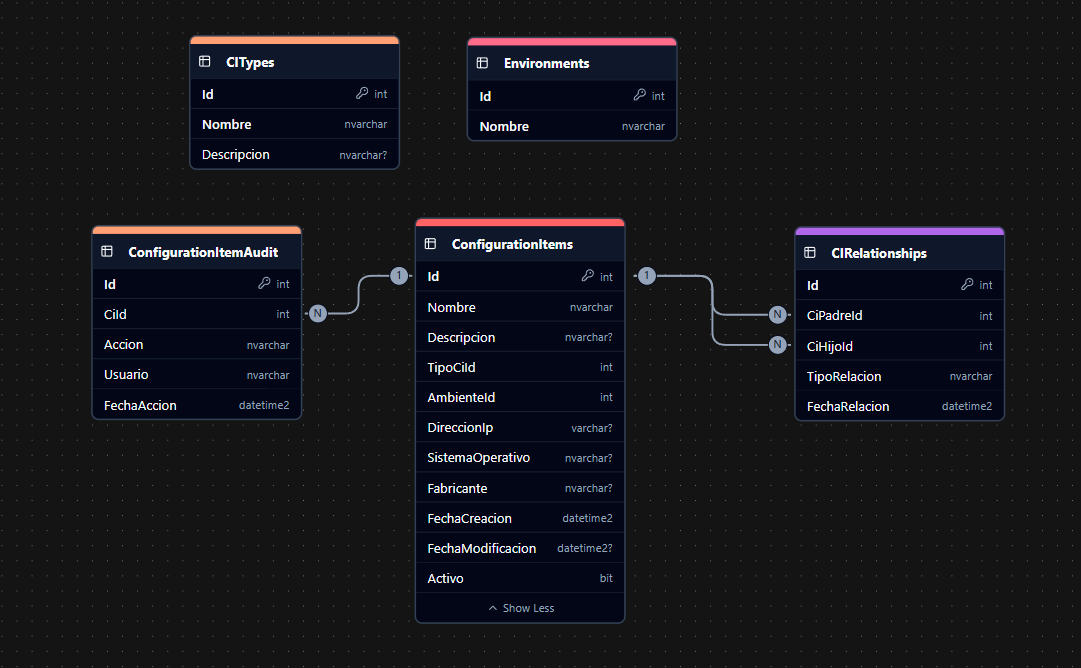 CITypes
Id int
Nombre nvarchar
Descripcion nvarchar?
Environments
Id int
Nombre nvarchar
ConfigurationItemAudit
Id int
CiId int
Accion nvarchar
Usuario nvarchar
FechaAccion datetime2
N
1
ConfigurationItems
Id int
Nombre nvarchar
Descripcion nvarchar?
TipoCiId int
AmbienteId int
DireccionIp varchar?
SistemaOperativo nvarchar?
Fabricante nvarchar?
FechaCreacion datetime2
FechaModificacion datetime2?
Activo bit
Show Less
1
N
N
CIRelationships
Id int
CiPadreId int
CiHijoId int
TipoRelacion nvarchar
FechaRelacion datetime2